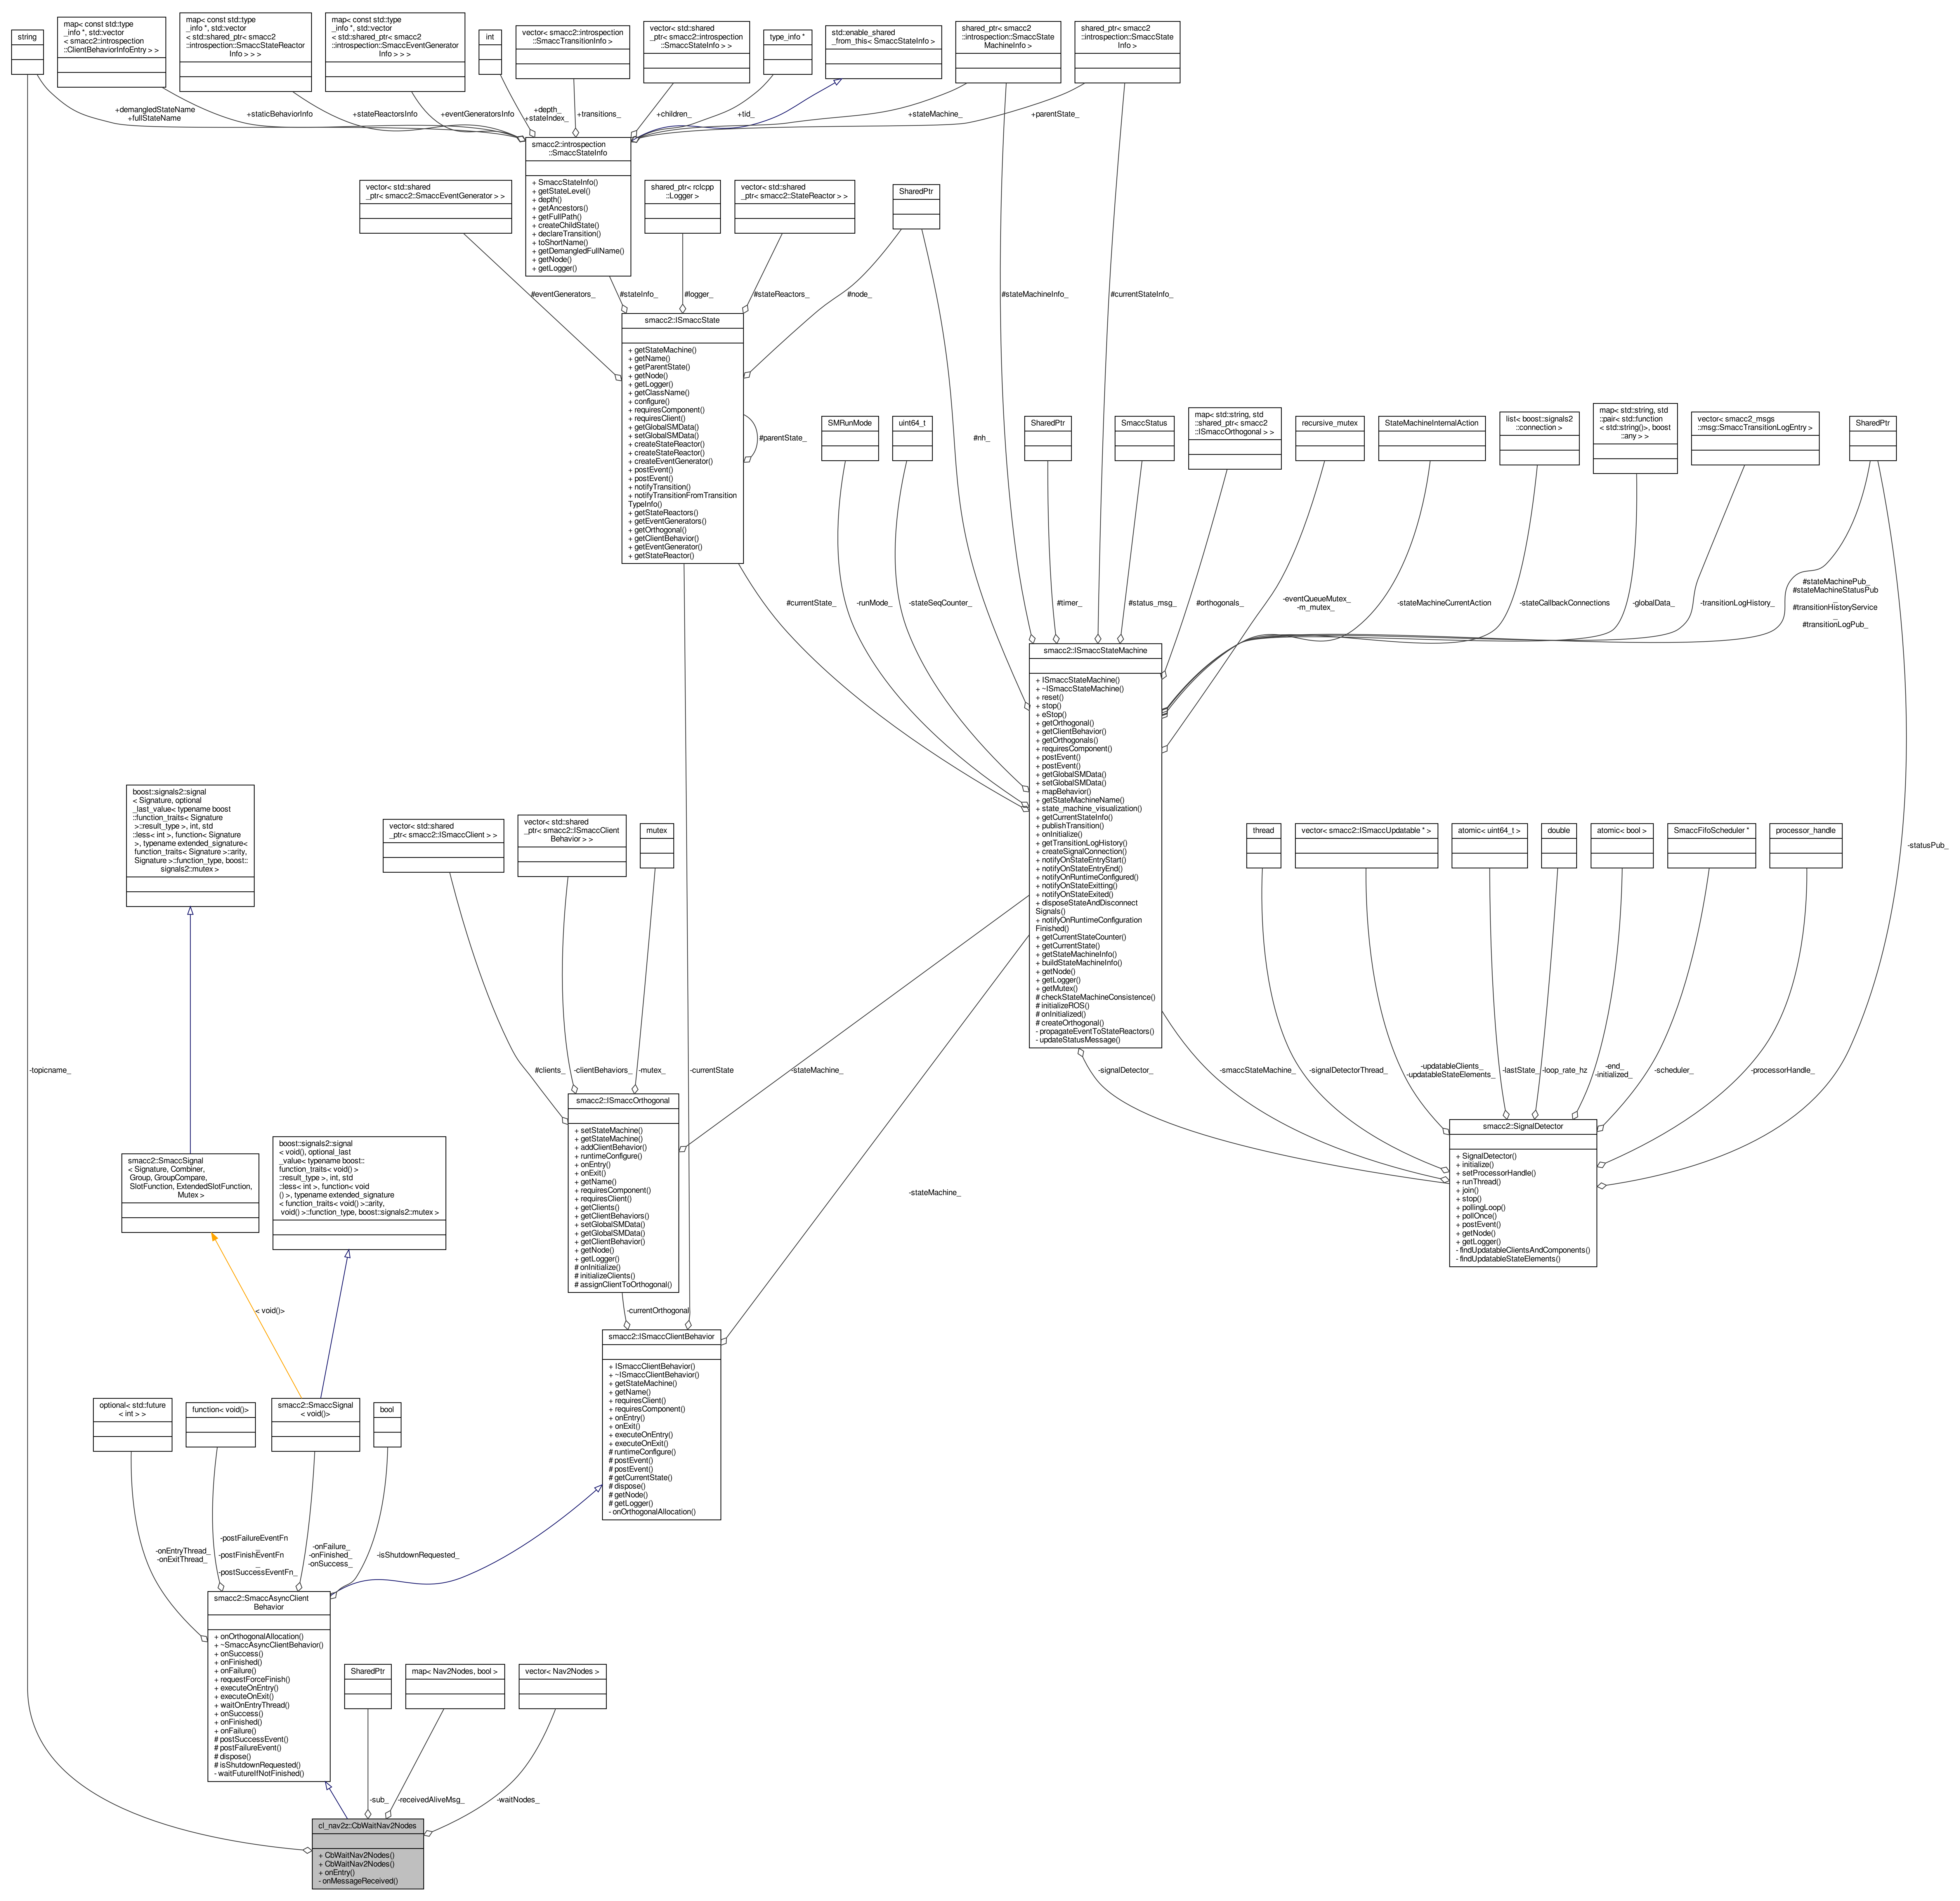 string
map< const std::type
_info *, std::vector
< smacc2::introspection
::ClientBehaviorInfoEntry > >
map< const std::type
_info *, std::vector
< std::shared_ptr< smacc2
::introspection::SmaccStateReactor
Info > > >
map< const std::type
_info *, std::vector
< std::shared_ptr< smacc2
::introspection::SmaccEventGenerator
Info > > >
int
vector< smacc2::introspection
::SmaccTransitionInfo >
vector< std::shared
_ptr< smacc2::introspection
::SmaccStateInfo > >
type_info *
std::enable_shared
_from_this< SmaccStateInfo >
shared_ptr< smacc2
::introspection::SmaccState
MachineInfo >
shared_ptr< smacc2
::introspection::SmaccState
Info >
+demangledStateName
+fullStateName
+staticBehaviorInfo
+stateReactorsInfo
+eventGeneratorsInfo
+depth_
+stateIndex_
+transitions_
+children_
+tid_
+stateMachine_
+parentState_
smacc2::introspection
::SmaccStateInfo
+ SmaccStateInfo()
+ getStateLevel()
+ depth()
+ getAncestors()
+ getFullPath()
+ createChildState()
+ declareTransition()
+ toShortName()
+ getDemangledFullName()
+ getNode()
+ getLogger()
vector< std::shared
_ptr< smacc2::SmaccEventGenerator > >
shared_ptr< rclcpp
::Logger >
vector< std::shared
_ptr< smacc2::StateReactor > >
SharedPtr
#eventGenerators_
#stateInfo_
#logger_
#stateReactors_
#node_
#stateMachineInfo_
#currentStateInfo_
smacc2::ISmaccState
+ getStateMachine()
+ getName()
+ getParentState()
+ getNode()
+ getLogger()
+ getClassName()
+ configure()
+ requiresComponent()
+ requiresClient()
+ getGlobalSMData()
+ setGlobalSMData()
+ createStateReactor()
+ createStateReactor()
+ createEventGenerator()
+ postEvent()
+ postEvent()
+ notifyTransition()
+ notifyTransitionFromTransition
TypeInfo()
+ getStateReactors()
+ getEventGenerators()
+ getOrthogonal()
+ getClientBehavior()
+ getEventGenerator()
+ getStateReactor()
#parentState_
SMRunMode
uint64_t
#nh_
SharedPtr
SmaccStatus
map< std::string, std
::shared_ptr< smacc2
::ISmaccOrthogonal > >
recursive_mutex
StateMachineInternalAction
list< boost::signals2
::connection >
map< std::string, std
::pair< std::function
< std::string()>, boost
::any > >
vector< smacc2_msgs
::msg::SmaccTransitionLogEntry >
SharedPtr
#currentState_
-runMode_
-stateSeqCounter_
#timer_
#status_msg_
#orthogonals_
-eventQueueMutex_
-m_mutex_
-stateMachineCurrentAction
-stateCallbackConnections
-globalData_
-transitionLogHistory_
#stateMachinePub_
#stateMachineStatusPub
_
#transitionHistoryService
_
#transitionLogPub_
smacc2::ISmaccStateMachine
+ ISmaccStateMachine()
+ ~ISmaccStateMachine()
+ reset()
+ stop()
+ eStop()
+ getOrthogonal()
+ getClientBehavior()
+ getOrthogonals()
+ requiresComponent()
+ postEvent()
+ postEvent()
+ getGlobalSMData()
+ setGlobalSMData()
+ mapBehavior()
+ getStateMachineName()
+ state_machine_visualization()
+ getCurrentStateInfo()
+ publishTransition()
+ onInitialize()
+ getTransitionLogHistory()
+ createSignalConnection()
+ notifyOnStateEntryStart()
+ notifyOnStateEntryEnd()
+ notifyOnRuntimeConfigured()
+ notifyOnStateExitting()
+ notifyOnStateExited()
+ disposeStateAndDisconnect
Signals()
+ notifyOnRuntimeConfiguration
Finished()
+ getCurrentStateCounter()
+ getCurrentState()
+ getStateMachineInfo()
+ buildStateMachineInfo()
+ getNode()
+ getLogger()
+ getMutex()
# checkStateMachineConsistence()
# initializeROS()
# onInitialized()
# createOrthogonal()
- propagateEventToStateReactors()
- updateStatusMessage()
boost::signals2::signal
< Signature, optional
_last_value< typename boost
::function_traits< Signature
>::result_type >, int, std
::less< int >, function< Signature
>, typename extended_signature<
function_traits< Signature >::arity,
Signature >::function_type, boost::
signals2::mutex >
vector< std::shared
_ptr< smacc2::ISmaccClient > >
vector< std::shared
_ptr< smacc2::ISmaccClient
Behavior > >
mutex
thread
vector< smacc2::ISmaccUpdatable * >
atomic< uint64_t >
double
atomic< bool >
SmaccFifoScheduler *
processor_handle
-statusPub_
-topicname_
#clients_
-clientBehaviors_
-mutex_
-currentState
-stateMachine_
-signalDetector_
-smaccStateMachine_
-signalDetectorThread_
-updatableClients_
-updatableStateElements_
-lastState_
-loop_rate_hz
-end_
-initialized_
-scheduler_
-processorHandle_
smacc2::ISmaccOrthogonal
+ setStateMachine()
+ getStateMachine()
+ addClientBehavior()
+ runtimeConfigure()
+ onEntry()
+ onExit()
+ getName()
+ requiresComponent()
+ requiresClient()
+ getClients()
+ getClientBehaviors()
+ setGlobalSMData()
+ getGlobalSMData()
+ getClientBehavior()
+ getNode()
+ getLogger()
# onInitialize()
# initializeClients()
# assignClientToOrthogonal()
smacc2::SignalDetector
+ SignalDetector()
+ initialize()
+ setProcessorHandle()
+ runThread()
+ join()
+ stop()
+ pollingLoop()
+ pollOnce()
+ postEvent()
+ getNode()
+ getLogger()
- findUpdatableClientsAndComponents()
- findUpdatableStateElements()
smacc2::SmaccSignal
< Signature, Combiner,
Group, GroupCompare,
SlotFunction, ExtendedSlotFunction,
Mutex >
boost::signals2::signal
< void(), optional_last
_value< typename boost::
function_traits< void() >
::result_type >, int, std
::less< int >, function< void
() >, typename extended_signature
< function_traits< void() >::arity,
void() >::function_type, boost::signals2::mutex >
-stateMachine_
< void()>
-currentOrthogonal
smacc2::ISmaccClientBehavior
+ ISmaccClientBehavior()
+ ~ISmaccClientBehavior()
+ getStateMachine()
+ getName()
+ requiresClient()
+ requiresComponent()
+ onEntry()
+ onExit()
+ executeOnEntry()
+ executeOnExit()
# runtimeConfigure()
# postEvent()
# postEvent()
# getCurrentState()
# dispose()
# getNode()
# getLogger()
- onOrthogonalAllocation()
optional< std::future
< int > >
function< void()>
smacc2::SmaccSignal
< void()>
bool
-onEntryThread_
-onExitThread_
-postFailureEventFn
_
-postFinishEventFn
_
-postSuccessEventFn_
-onFailure_
-onFinished_
-onSuccess_
-isShutdownRequested_
smacc2::SmaccAsyncClient
Behavior
+ onOrthogonalAllocation()
+ ~SmaccAsyncClientBehavior()
+ onSuccess()
+ onFinished()
+ onFailure()
+ requestForceFinish()
+ executeOnEntry()
+ executeOnExit()
+ waitOnEntryThread()
+ onSuccess()
+ onFinished()
+ onFailure()
# postSuccessEvent()
# postFailureEvent()
# dispose()
# isShutdownRequested()
- waitFutureIfNotFinished()
SharedPtr
map< Nav2Nodes, bool >
vector< Nav2Nodes >
-sub_
-receivedAliveMsg_
-waitNodes_
cl_nav2z::CbWaitNav2Nodes
+ CbWaitNav2Nodes()
+ CbWaitNav2Nodes()
+ onEntry()
- onMessageReceived()